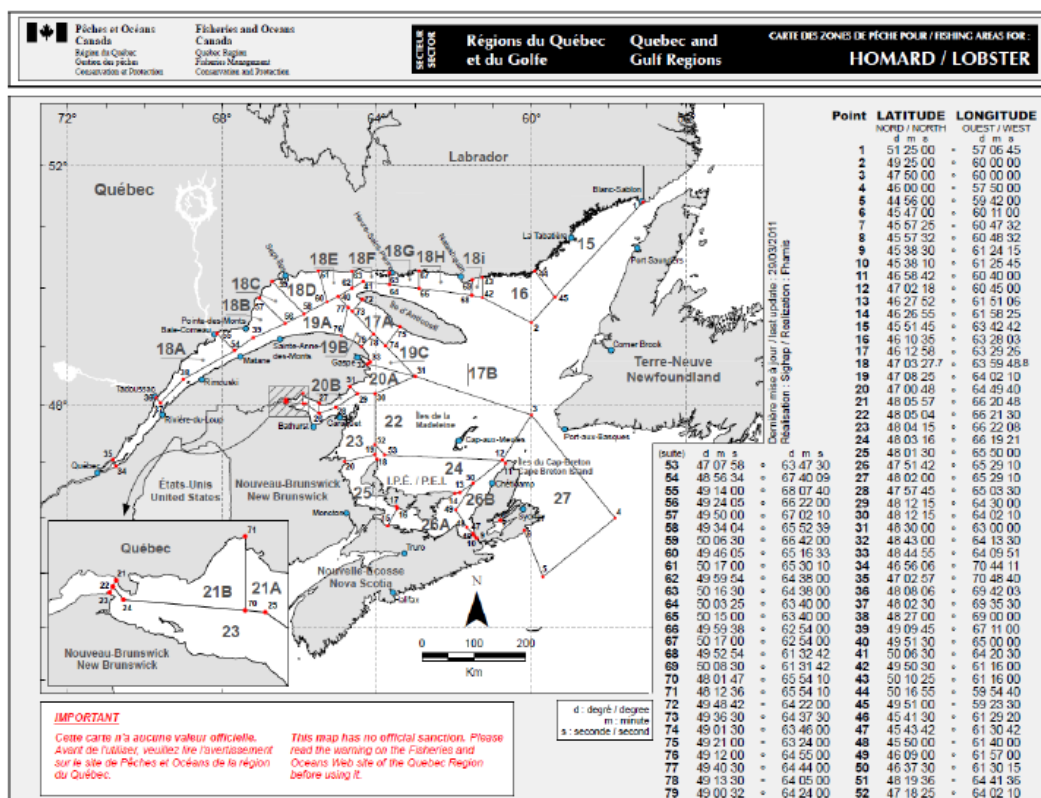 Pêches et Océans
Canada
Région du Québec
Gestion des pêches
Conservation et Protection
Fisheries and Oceans
Canada
Quebec Region
Fisheries Management
Conservation and Protection
SECTEUR
SECTOR
Régions du Québec
et du Golfe
Quebec and
Gulf Regions
CARTE DES ZONES DE PÊCHE POUR / FISHING AREAS FOR :
HOMARD / LOBSTER
72°
68°
64°
60°
52°
48°
Québec
Labrador
Blanc-Sablon
La Tabatière
Port Saunders
Corner Brook
Terre-Neuve
Newfoundland
Port-aux-Basques
Sept-Îles
Havre-Saint-Pierre
Natashquan
Île d'Anticosti
Pointe-des-Monts
Baie-Comeau
Matane
Sainte-Anne-
des-Monts
Gaspé
Rimouski
Tadoussac
Rivière-du-Loup
Québec
Bathurst
Caraquet
Îles de la
Madeleine
Cap-aux-Meules
Îles du Cap-Breton
Cape Breton Island
Chéticamp
I.P.É. / P.E.I.
États-Unis
United States
Nouveau-Brunswick
New Brunswick
Moncton
Truro
Nouvelle-Écosse
Nova Scotia
Halifax
15
16
17A
17B
18A
18B
18C
18D
18E
18F
18G
18H
18i
19A
19B
19C
20A
20B
22
23
24
25
26A
26B
27
Québec
21B
21A
23
71
21
22
23
24
70
25
Nouveau-Brunswick
New Brunswick
N
0 100 200
Km
d : degré / degree
m : minute
s : seconde / second
IMPORTANT
Cette carte n'a aucune valeur officielle.
Avant de l'utiliser, veuillez lire l'avertissement
sur le site de Pêches et Océans de la région
du Québec.
This map has no official sanction. Please
read the warning on the Fisheries and
Oceans Web site of the Quebec Region
before using it.
Dernière mise à jour / last update : 29/03/2011
Réalisation : Sighap / Realization : Fhamis
Point LATITUDE LONGITUDE
NORD / NORTH OUEST / WEST
d m s d m s
1 51 25 00 ° 57 06 45
2 49 25 00 ° 60 00 00
3 47 50 00 ° 60 00 00
4 46 00 00 ° 57 50 00
5 44 56 00 ° 59 42 00
6 45 47 00 ° 60 11 00
7 45 57 25 ° 60 47 32
8 45 57 32 ° 60 48 32
9 45 38 30 ° 61 24 15
10 45 38 10 ° 61 25 45
11 46 58 42 ° 60 40 00
12 47 02 18 ° 60 45 00
13 46 27 52 ° 61 51 06
14 46 26 55 ° 61 58 25
15 45 51 45 ° 63 42 42
16 46 10 35 ° 63 28 03
17 46 12 58 ° 63 29 26
18 47 03 27.7 ° 63 59 48.8
19 47 08 25 ° 64 02 10
20 47 00 48 ° 64 49 40
21 48 05 57 ° 66 20 48
22 48 05 04 ° 66 21 30
23 48 04 15 ° 66 22 08
24 48 03 16 ° 66 19 21
25 48 01 30 ° 65 50 00
26 47 51 42 ° 65 29 10
27 48 02 00 ° 65 29 10
28 47 57 45 ° 65 03 30
29 48 12 15 ° 64 30 00
30 48 12 15 ° 64 02 10
31 48 30 00 ° 63 00 00
32 48 43 00 ° 64 13 30
33 48 44 55 ° 64 09 51
34 46 56 06 ° 70 44 11
35 47 02 57 ° 70 48 40
36 48 08 06 ° 69 42 03
37 48 02 30 ° 69 35 30
38 48 27 00 ° 69 00 00
39 49 09 45 ° 67 11 00
40 49 51 30 ° 65 00 00
41 50 06 30 ° 64 20 30
42 49 50 30 ° 61 16 00
43 50 10 25 ° 61 16 00
44 50 16 55 ° 59 54 40
45 49 51 00 ° 59 23 30
46 45 41 30 ° 61 29 20
47 45 43 42 ° 61 30 42
48 45 50 00 ° 61 40 00
49 46 09 00 ° 61 57 00
50 46 37 30 ° 61 30 15
51 48 19 36 ° 64 41 36
52 47 18 25 ° 64 02 10
(suite) d m s d m s
53 47 07 58 ° 63 47 30
54 48 56 34 ° 67 40 09
55 49 14 00 ° 68 07 40
56 49 24 05 ° 66 22 00
57 49 50 00 ° 67 02 10
58 49 34 04 ° 65 52 39
59 50 06 30 ° 66 42 00
60 49 46 05 ° 65 16 33
61 50 17 00 ° 65 30 10
62 49 59 54 ° 64 38 00
63 50 16 30 ° 64 38 00
64 50 03 25 ° 63 40 00
65 50 15 00 ° 63 40 00
66 49 59 38 ° 62 54 00
67 50 17 00 ° 62 54 00
68 49 52 54 ° 61 32 42
69 50 08 30 ° 61 31 42
70 48 01 47 ° 65 54 10
71 48 12 36 ° 65 54 10
72 49 48 42 ° 64 22 00
73 49 36 30 ° 64 37 30
74 49 01 30 ° 63 46 00
75 49 21 00 ° 63 24 00
76 49 12 00 ° 64 55 00
77 49 40 30 ° 64 44 00
78 49 13 30 ° 64 05 00
79 49 00 32 ° 64 24 00